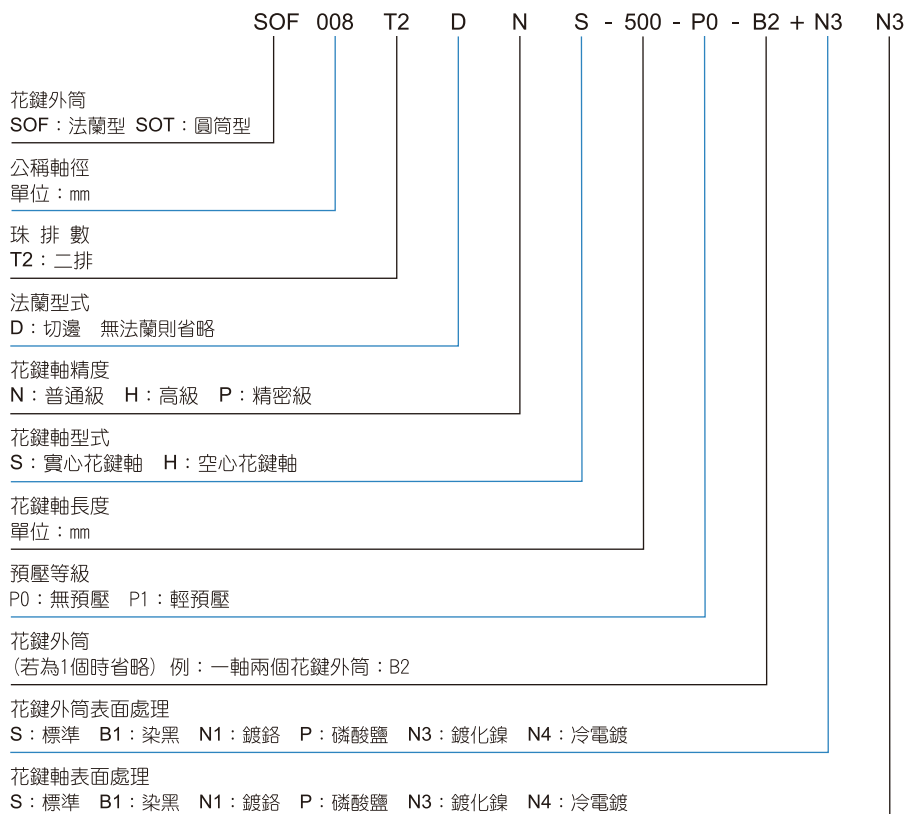 SOF 008 T2 D N S - 500 - P0 - B2 + N3 N3
花鍵外筒
SOF：法蘭型 SOT：圓筒型
公稱軸徑
單位：mm
珠 排 數
T2：二排
法蘭型式
D：切邊 無法蘭則省略
花鍵軸精度
N：普通級 H：高級 P：精密級
花鍵軸型式
S：實心花鍵軸 H：空心花鍵軸
花鍵軸長度
單位：mm
預壓等級
P0：無預壓 P1：輕預壓
花鍵外筒
(若為1個時省略) 例：一軸兩個花鍵外筒：B2
花鍵外筒表面處理
S：標準 B1：染黑 N1：鍍鉻 P：磷酸鹽 N3：鍍化鎳 N4：冷電鍍
花鍵軸表面處理
S：標準 B1：染黑 N1：鍍鉻 P：磷酸鹽 N3：鍍化鎳 N4：冷電鍍